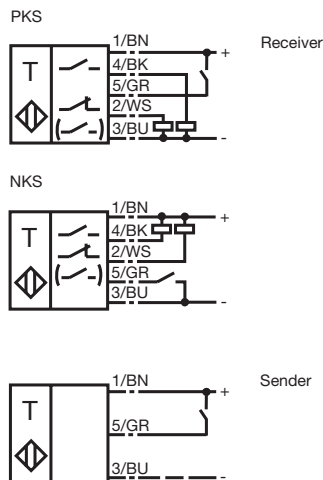 PKS
1/BN
+
Receiver
T
4/BK
5/GR
2/WS
3/BU
-
NKS
1/BN
+
T
4/BK
2/WS
5/GR
3/BU
-
1/BN
+
Sender
T
5/GR
3/BU
-